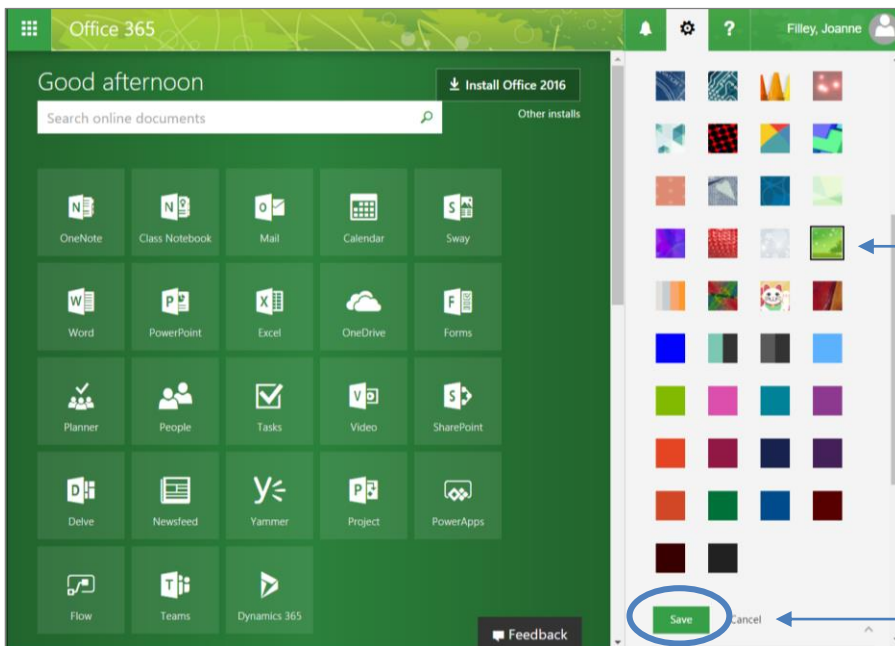 Office 365
?
Filley, Joanne
Good afternoon
Install Office 2016
Search online documents
Other installs
OneNote
Class Notebook
Mail
Calendar
Sway
Word
PowerPoint
Excel
OneDrive
Forms
Planner
People
Tasks
Video
SharePoint
Delve
Newsfeed
Yammer
Project
PowerApps
Flow
Teams
Dynamics 365
Feedback
Save
Cancel